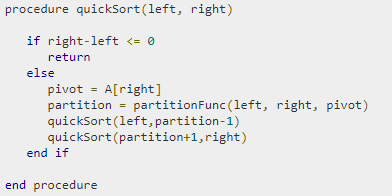 procedure quickSort(left, right)
if right-left <= 0
return
else
pivot = A[right]
partition = partitionFunc(left, right, pivot)
quickSort(left,partition-1)
quickSort(partition+1,right)
end if
end procedure